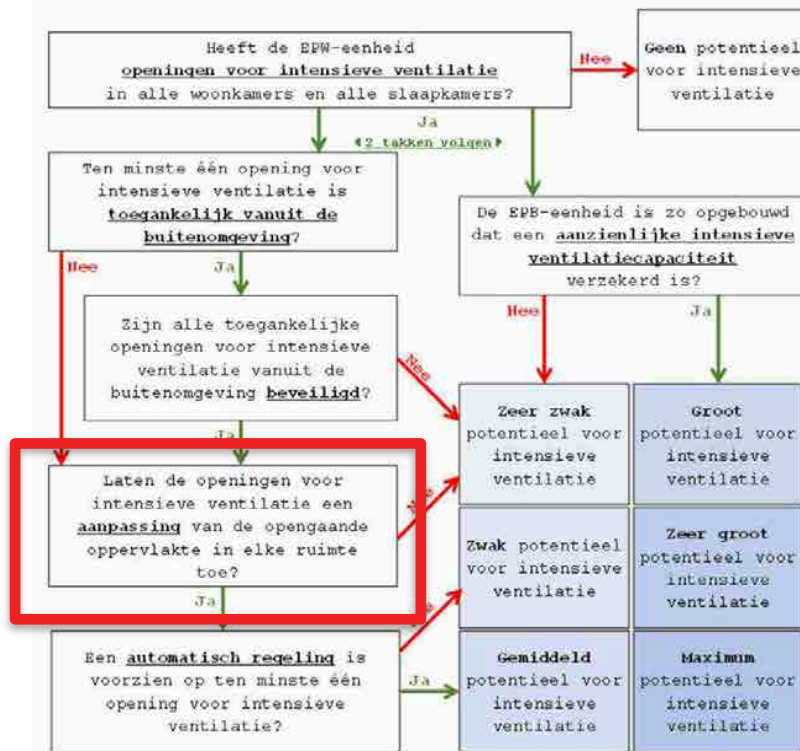 Heeft de EPW-eenheid
openingen voor intensieve ventilatie
in alle woonkamers en alle slaapkamers?
Nee
Geen potentieel
voor intensieve
ventilatie
Ja
Ja
2 takken volgen
Ten minste één opening voor
intensieve ventilatie is
toegankelijk vanuit de
buitenomgeving?
De EPB-eenheid is zo opgebouwd
dat een aanzienlijke intensieve
ventilatiecapaciteit
verzekerd is?
Nee
Ja
Nee
Ja
Zijn alle toegankelijke
openingen voor intensieve
ventilatie vanuit de
buitenomgeving beveiligd?
Nee
Ja
Zeer zwak
potentieel voor
intensieve
ventilatie
Groot
potentieel voor
intensieve
ventilatie
Laten de openingen voor
intensieve ventilatie een
aanpassing van de opengaande
oppervlakte in elke ruimte
toe?
Nee
Ja
Zwak potentieel
voor intensieve
ventilatie
Zeer groot
potentieel voor
intensieve
ventilatie
Een automatisch regeling is
voorzien op ten minste één
opening voor intensieve
ventilatie?
Nee
Ja
Gemiddeld
potentieel voor
intensieve
ventilatie
Maximum
potentieel voor
intensieve
ventilatie